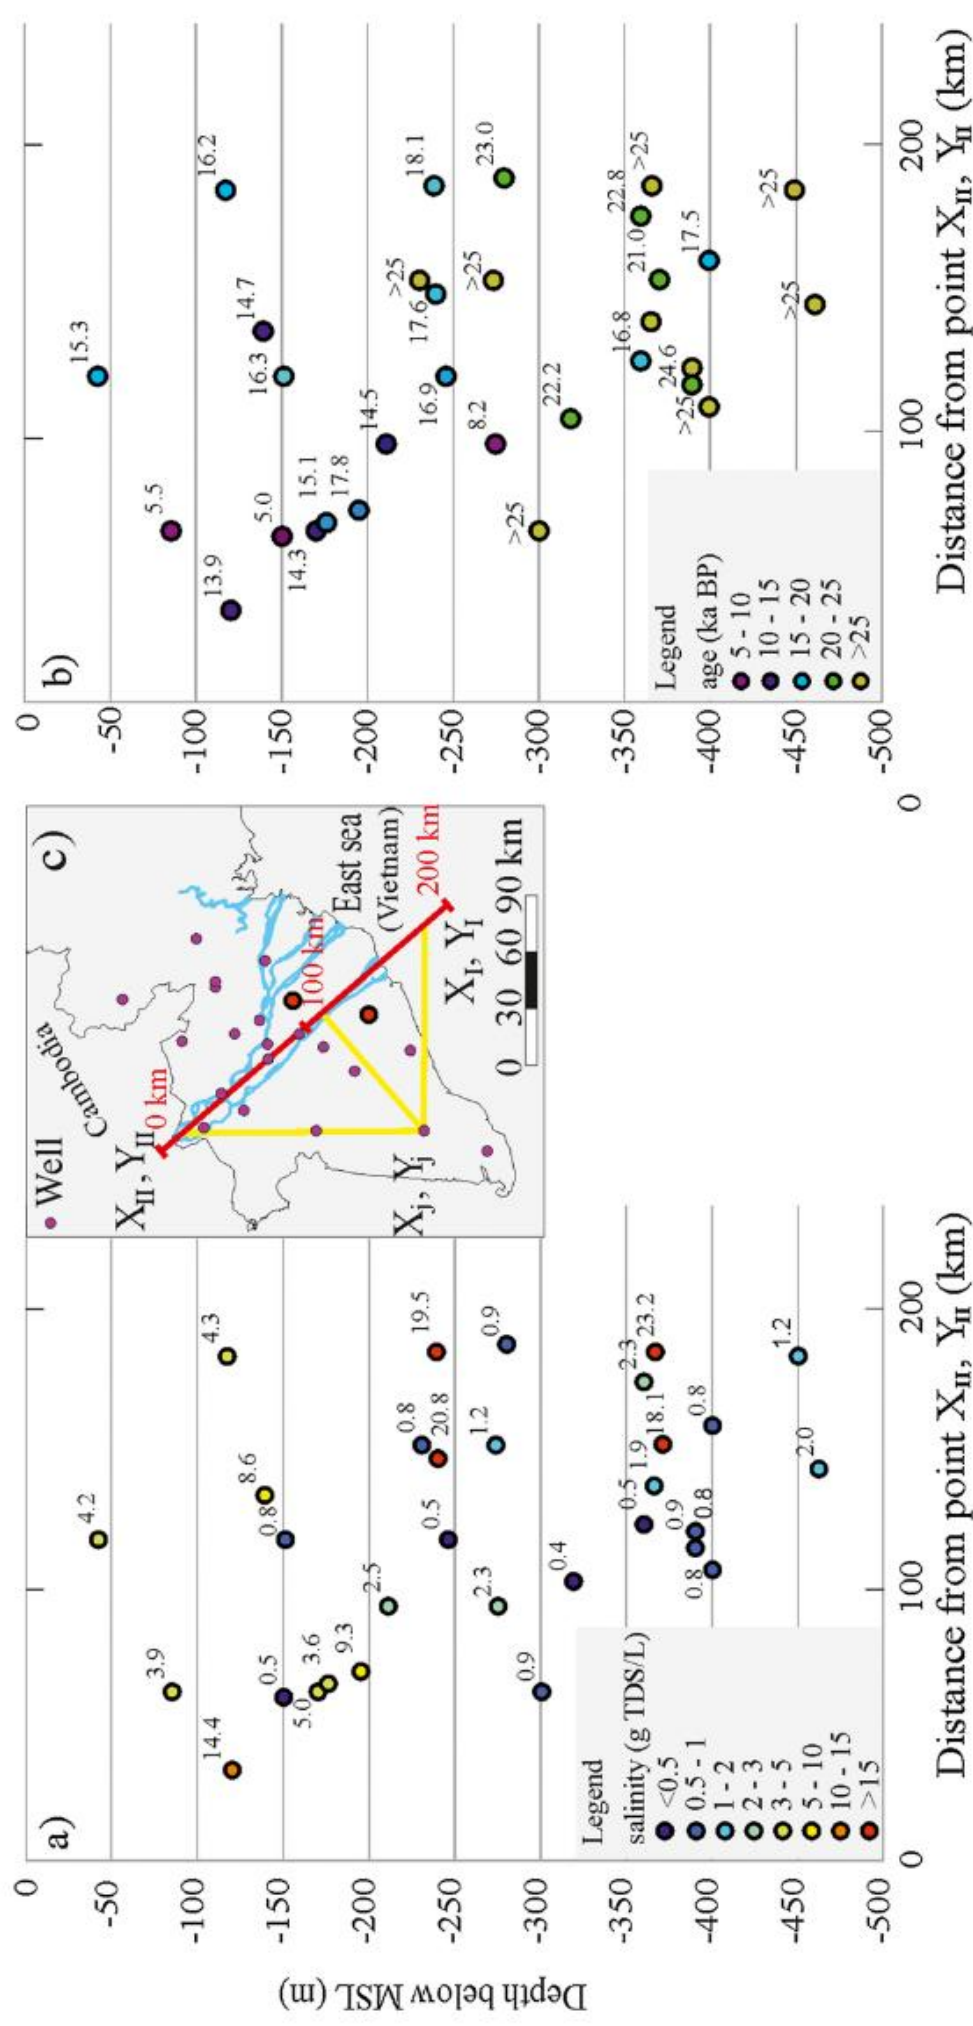 a)
Depth below MSL (m)
0
-50
-100
-150
-200
-250
-300
-350
-400
-450
-500
4.2
4.3
3.9
8.6
14.4
0.8
0.5
3.6
5.0
9.3
2.5
19.5
0.8
20.8
0.5
0.9
1.2
2.3
0.9
0.4
2.3
23.2
18.1
1.9
0.5
0.9
0.8
0.8
0.8
1.2
2.0
Legend
salinity (g TDS/L)
<0.5
0.5 - 1
1 - 2
2 - 3
3 - 5
5 - 10
10 - 15
>15
0
100
200
Distance from point XII, YII (km)
c)
Well
Cambodia
XII, YII
0 km
100 km
200 km
East sea
(Vietnam)
XI, YI
Xj, Yj
0 30 60 90 km
b)
0
-50
-100
-150
-200
-250
-300
-350
-400
-450
-500
15.3
16.2
5.5
14.7
13.9
16.3
5.0
15.1
14.3
17.8
14.5
18.1
>25
17.6
16.9
23.0
>25
8.2
>25
22.2
22.8
>25
21.0
16.8
24.6
>25
17.5
>25
>25
Legend
age (ka BP)
5 - 10
10 - 15
15 - 20
20 - 25
>25
0
100
200
Distance from point XII, YII (km)